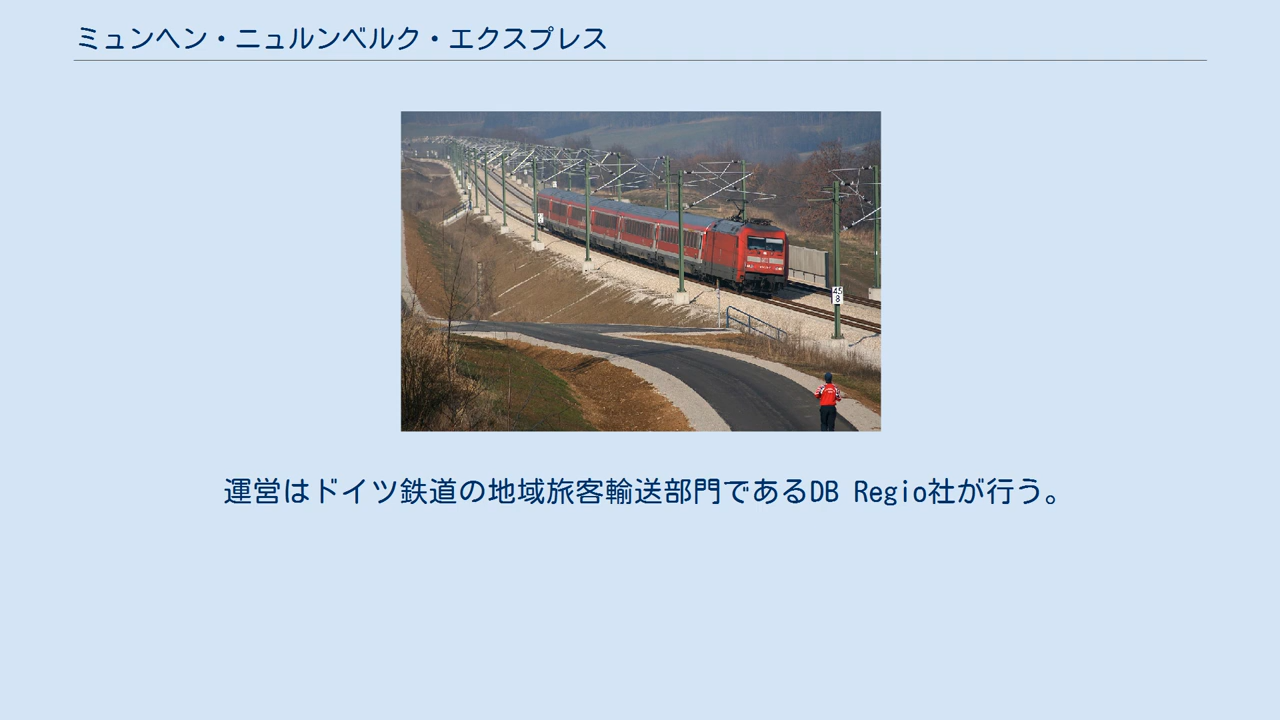 ミュンヘン・ニュルンベルク・エクスプレス
45
8
運営はドイツ鉄道の地域旅客輸送部門であるDB Regio社が行う。